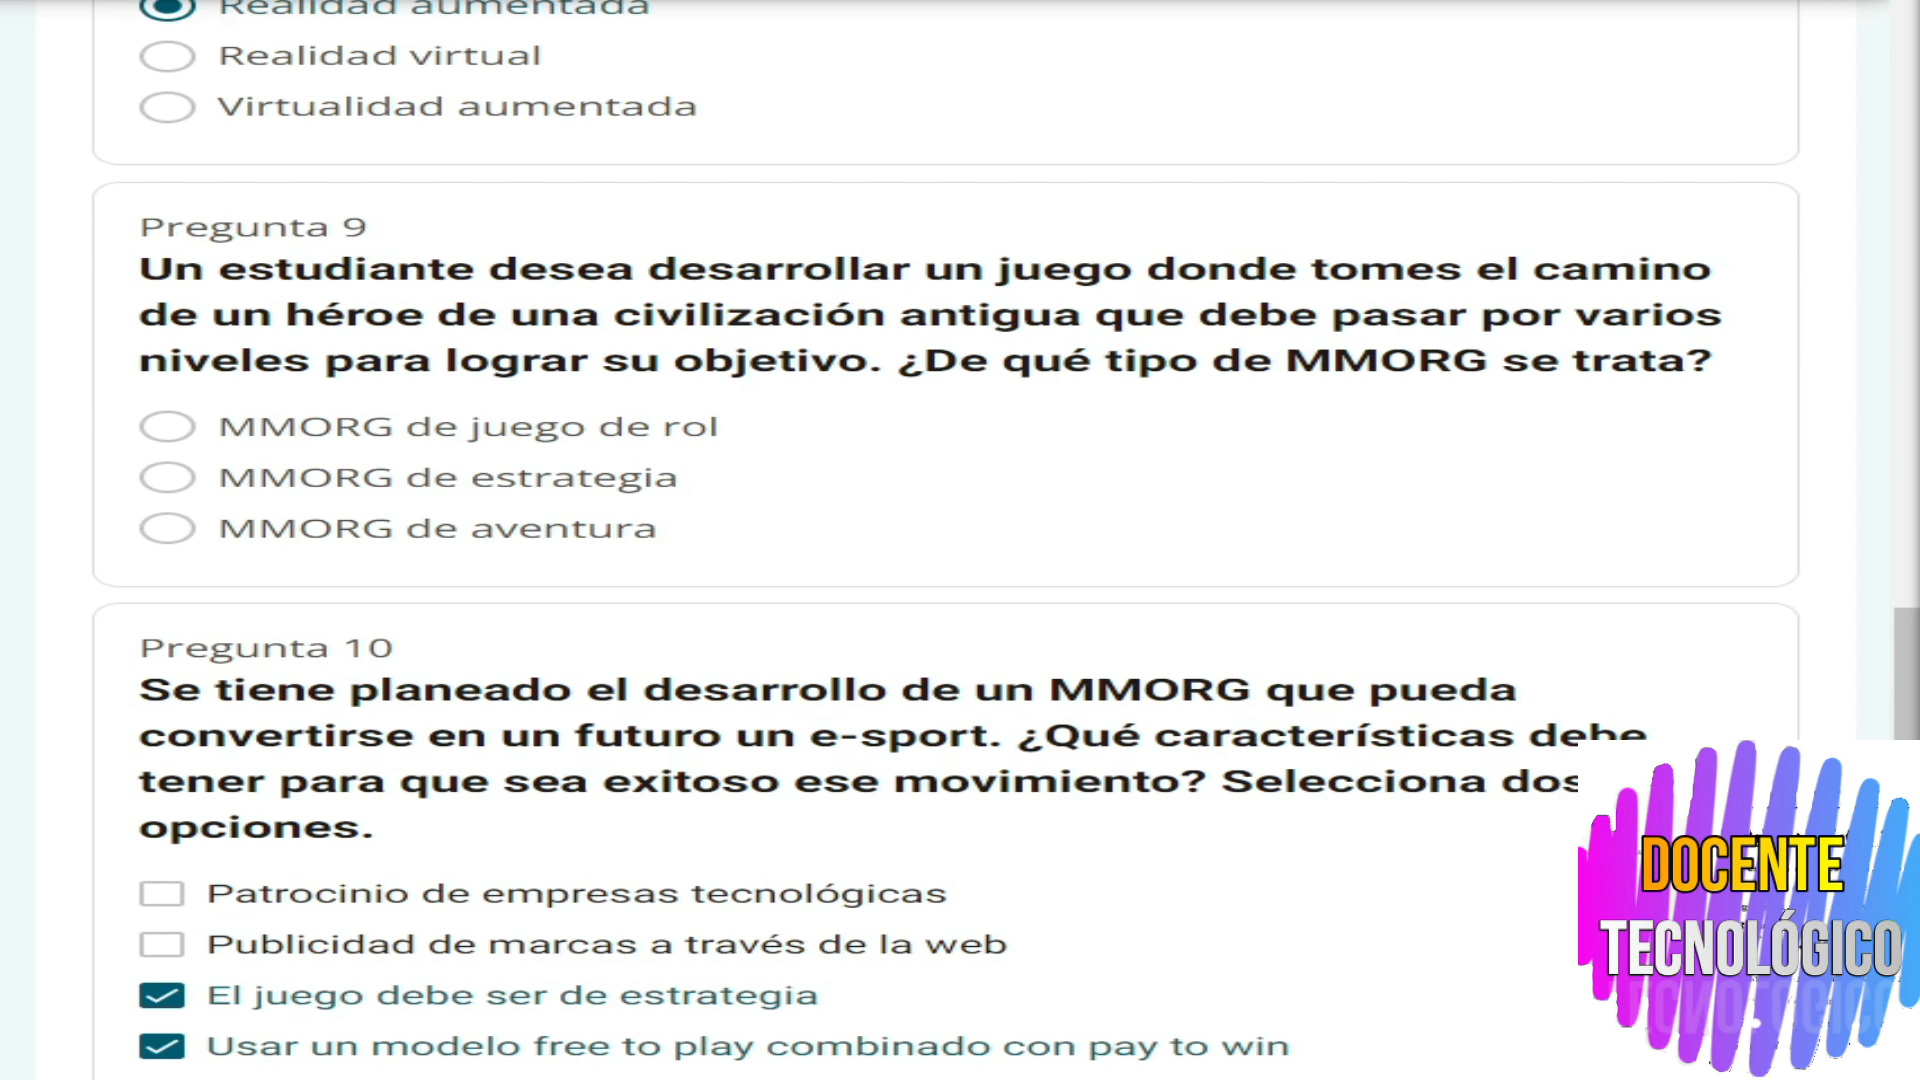 Realidad aumentada
Realidad virtual
Virtualidad aumentada
Pregunta 9
Un estudiante desea desarrollar un juego donde tomes el camino
de un héroe de una civilización antigua que debe pasar por varios
niveles para lograr su objetivo. ¿De qué tipo de MMORG se trata?
MMORG de juego de rol
MMORG de estrategia
MMORG de aventura
Pregunta 10
Se tiene planeado el desarrollo de un MMORG que pueda
convertirse en un futuro un e-sport. ¿Qué características debe
tener para que sea exitoso ese movimiento? Selecciona dos
opciones.
Patrocinio de empresas tecnológicas
Publicidad de marcas a través de la web
El juego debe ser de estrategia
Usar un modelo free to play combinado con pay to win
DOCENTE
TECNOLÓGICO